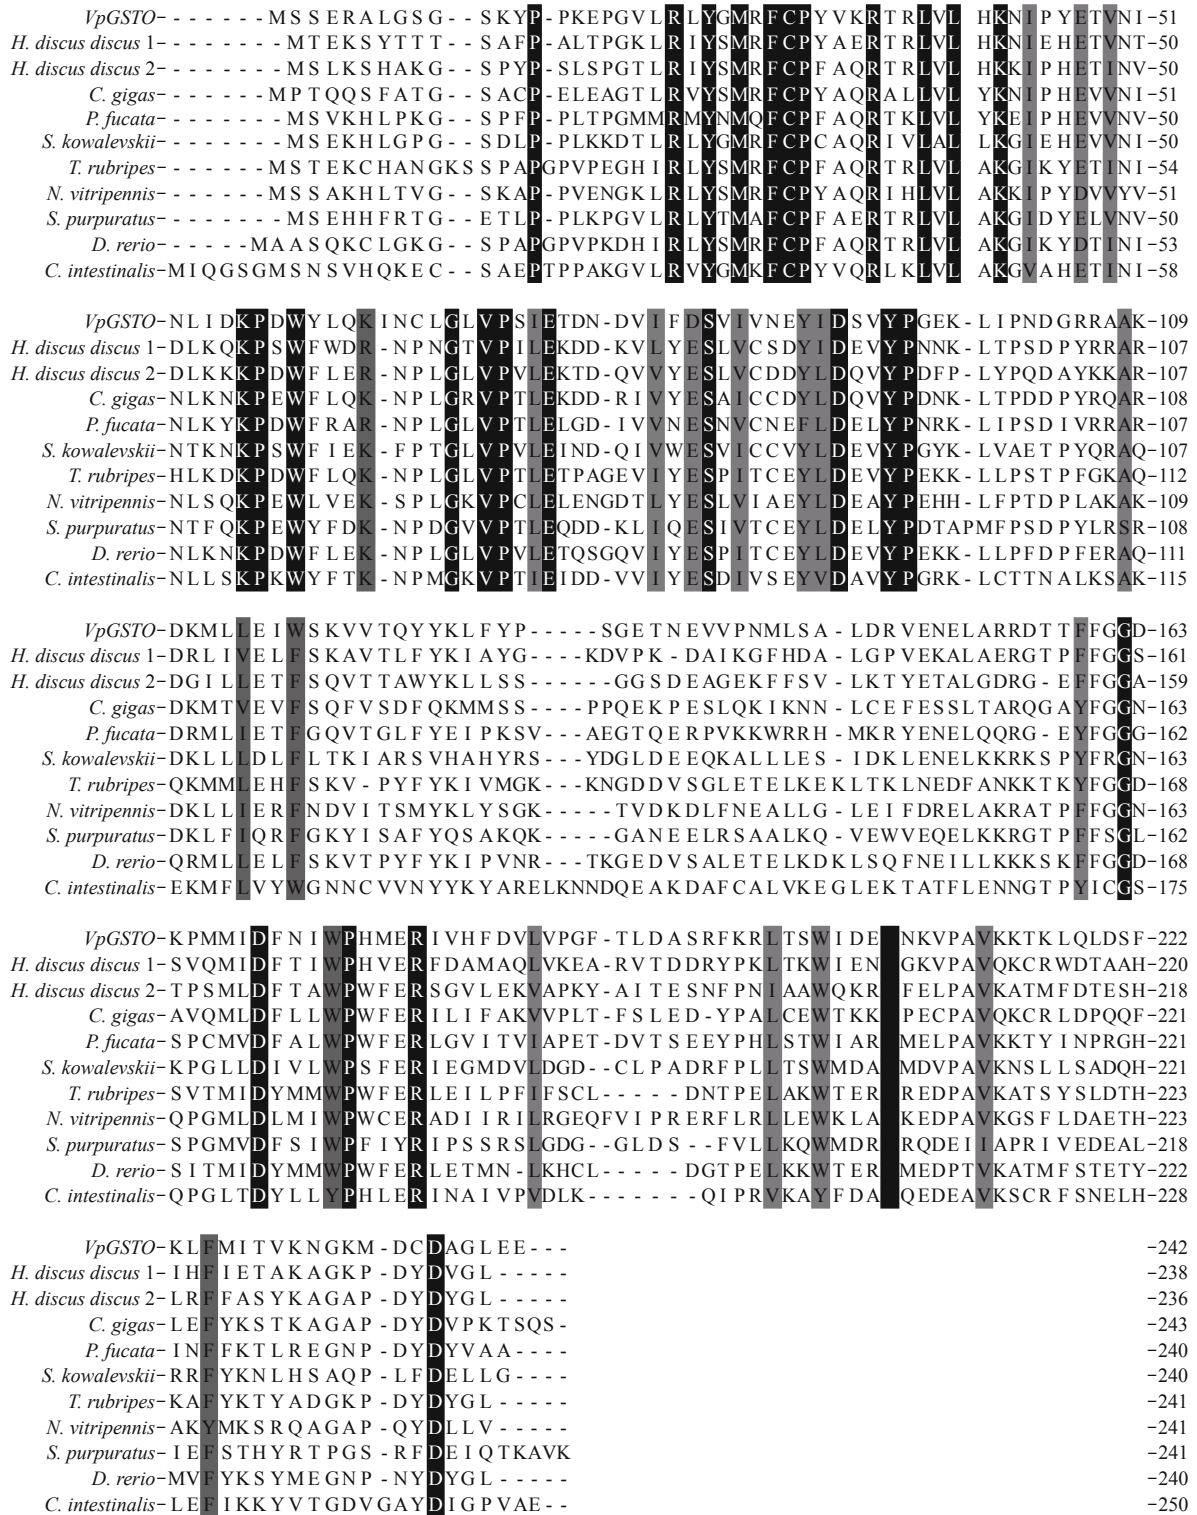 VpGSTO-------MSSERALGSG--SKYP-PKEPGVLRLYGMRFCPYVKRTRLVL HKNIPYETVNI-51
H. discus discus 1-------MTEKSYTTT--SAFP-ALTPGKLRIYSMRFCPYAERTRLVL HKNIEHETVNT-50
H. discus discus 2-------MSLKSHAKG--SPYP-SLSPGTLRIYSMRFCPFAQRTRLVL HKKIPHETINV-50
C. gigas------MPTQQSFATG--SACP-ELEAGTLRVYSMRFCPYAQRALLVL YKNIPHEVVNI-51
P. fucata-------MSVKHLPKG--SPFP-PLTPGMMRMYNMQFCPFAQRTKLVL YKEIPHEVVNV-50
S. kowalevskii-------MSEKHLGPG--SDLP-PLKKDTLRLYGMRFCPCAQRIVLAL LKGIEHEVVNI-50
T. rubripes------MSTEKCHANGKSSPAPGPVPEGHIRLYSMRFCPFAQRTRLVL AKGIKYETINI-54
N. vitripennis------MSSAKHLTVG--SKAP-PVENGKLRLYSMRFCPYAQRIHLVL AKKIPYDVVYV-51
S. purpuratus-------MSEHHFRTG--ETLP-PLKPGVLRLYTMAFCPFAERTRLVL AKGIDYELVNV-50
D. rerio-----MAASQKCLGKG--SPAPGPVPKDHIRLYSMRFCPFAQRTRLVL AKGIKYDTINI-53
C. intestinalis-MIQGSGMSNSVHQKEC--SAEPTPPAKGVLRVYGMKFCPYVQRLKLVL AKGVAHETINI-58
VpGSTO-NLIDKPDWYLQKINCLGLVPSIETDN-DVIFDSVIVNEYIDSVYPGEK-LIPNDGRRAAK-109
H. discus discus 1-DLKQKPSWFWDR-NPNGTVPILEKDD-KVLYESLVCSDYIDEVYPNNK-LTPSDPYRRAR-107
H. discus discus 2-DLKKKPDWFLER-NPLGLVPVLEKTD-QVVYESLVCDDYLDQVYPDFP-LYPQDAYKKAR-107
C. gigas-NLKNKPEWFLQK-NPLGRVPTLEKDD-RIVYESAICCDYLDQVYPDNK-LTPDDPYRQAR-108
P. fucata-NLKYKPDWFRAR-NPLGLVPTLELGD-IVVNESNVCNEFLDELYPNRK-LIPSDIVRRAR-107
S. kowalevskii-NTKNKPSWFIEK-FPTGLVPVLEIND-QIVWESVICCVYLDEVYPGYK-LVAETPYQRAQ-107
T. rubripes-HLKDKPDWFLQK-NPLGLVPTLETPAGEVIYESPITCEYLDEVYPEKK-LLPSTPFGKAQ-112
N. vitripennis-NLSQKPEWLVEK-SPLGKVPCLELENGDTLYESLVIAEYLDEAYPEHH-LFPTDPLAKAK-109
S. purpuratus-NTFQKPEWYFDK-NPDGVVPTLEQDD-KLIQESIVTCEYLDELYPDTAPMFPSDPYLRSR-108
D. rerio-NLKNKPDWFLEK-NPLGLVPVLETQSGQVIYESPITCEYLDEVYPEKK-LLPFDPFERAQ-111
C. intestinalis-NLLSKPKWYFTK-NPMGKVPTIEIDD-VVIYESDIVSEYVDAVYPGRK-LCTTNALKSAK-115
VpGSTO-DKMLLEIWSKVVTQYYKLFYP-----SGETNEVVPNMLSA-LDRVENELARRDTTFFGGD-163
H. discus discus 1-DRLIVELFSKAVTLFYKIAYG----KDVPK-DAIKGFHDA-LGPVEKALAERGTPFFGGS-161
H. discus discus 2-DGILLETFSQVTTAWYKLLSS-----GGSDEAGEKFFSV-LKTYETALGDRG-EFFGGA-159
C. gigas-DKMTVEVFSQFVSDFQKMMSS----PPQEKPESLQKIKNN-LCEFESSLTARQGAYFGGN-163
P. fucata-DRMLIETFGQVTGLFYEIPKSV----AEGTQERPVKKWRRH-MKRYENELQQRG-EYFGGG-162
S. kowalevskii-DKLLLDLFLTKIARSVHAHYRS----YDGLDEEQKALLLES-IDKLENELKKRKSPYFRGN-163
T. rubripes-QKMMLEHFSKV-PYFYKIVMGK---KNGDDVSGLETELKEKLTKLNEDFANKKTKYFGGD-168
N. vitripennis-DKLLIERFNDVITSMYKLYSGK----TVDKDLFNEALLG-LEIFDRELAKRATPFFGGN-163
S. purpuratus-DKLFIQRFGKYISAFYQSAKQK-----GANEELRSAALKQ-VEWVEQELKKRGTPFFSGL-162
D. rerio-QRMLLELFSKVTPYFYKIPVNR---TKGEDVSALETELKDKLSQFNEILLKKKSKFFGGD-168
C. intestinalis-EKMFLVYWGNNCVVNYYKYARELKNNDQEAKDAFCALVKEGLEKTATFLENNGTPYICGS-175
VpGSTO-KPMMIDFNIWPHMERIVHFDVLVPGF-TLDASRFKRLTSWIDE NKVPAVKKTKLQLDSF-222
H. discus discus 1-SVQMIDFTIWPHVERFDAMAQLVKEA-RVTDDRYPKLTKWIEN GKVPAVQKCRWDTAAH-220
H. discus discus 2-TPSMLDFTAWPWFERSGVLEKVAPKY-AITESNFPNIAAWQKR FELPAVKATMFDTESH-218
C. gigas-AVQMLDFLLWPWFERILIFAKVVPLT-FSLED-YPALCEWTKK PECPAVQKCRLDPQQF-221
P. fucata-SPCMVDFALWPWFERLGVITVIAPET-DVTSEEYPHLSTWIAR MELPAVKKTYINPRGH-221
S. kowalevskii-KPGLLDIVLWPSFERIEGMDVLDGD--CLPADRFPLLTSWMDA MDVPAVKNSLLSADQH-221
T. rubripes-SVTMIDYMMWPWFERLEILPFIFSCL-----DNTPELAKWTER REDPAVKATSYSLDTH-223
N. vitripennis-QPGMLDLMIWPWCERADIIRILRGEQFVIPRERFLRLLEWKLA KEDPAVKGSFLDAETH-223
S. purpuratus-SPGMVDFSIWPFIYRIPSSRSLGDG--GLDS--FVLLKQWMDR RQDEIIAPRIVEDEAL-218
D. rerio-SITMIDYMMWPWFERLETMN-LKHCL-----DGTPELKKWTER MEDPTVKATMFSTETY-222
C. intestinalis-QPGLTDYLLYPHLERINAIVPVDLK-------QIPRVKAYFDA QEDEAVKSCRFSNELH-228
VpGSTO-KLFMITVKNGKM-DCDAGLEE--- -242
H. discus discus 1-IHFIETAKAGKP-DYDVGL----- -238
H. discus discus 2-LRFFASYKAGAP-DYDYGL----- -236
C. gigas-LEFYKSTKAGAP-DYDVPKTSQS- -243
P. fucata-INFFKTLREGNP-DYDYVAA---- -240
S. kowalevskii-RRFYKNLHSAQP-LFDELLG---- -240
T. rubripes-KAFYKTYADGKP-DYDYGL----- -241
N. vitripennis-AKYMKSRQAGAP-QYDLLV----- -241
S. purpuratus-IEFSTHYRTPGS-RFDEIQTKAVK -241
D. rerio-MVFYKSYMEGNP-NYDYGL----- -240
C. intestinalis-LEFIKKYVTGDVGAYDIGPVAE-- -250